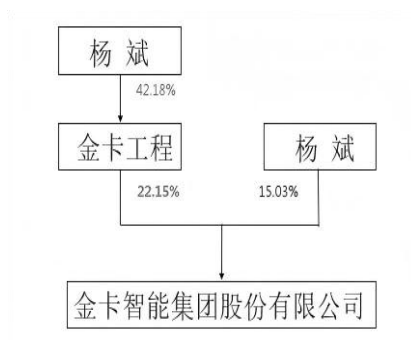 杨 斌
42.18%
金卡工程
杨 斌
22.15%
15.03%
金卡智能集团股份有限公司